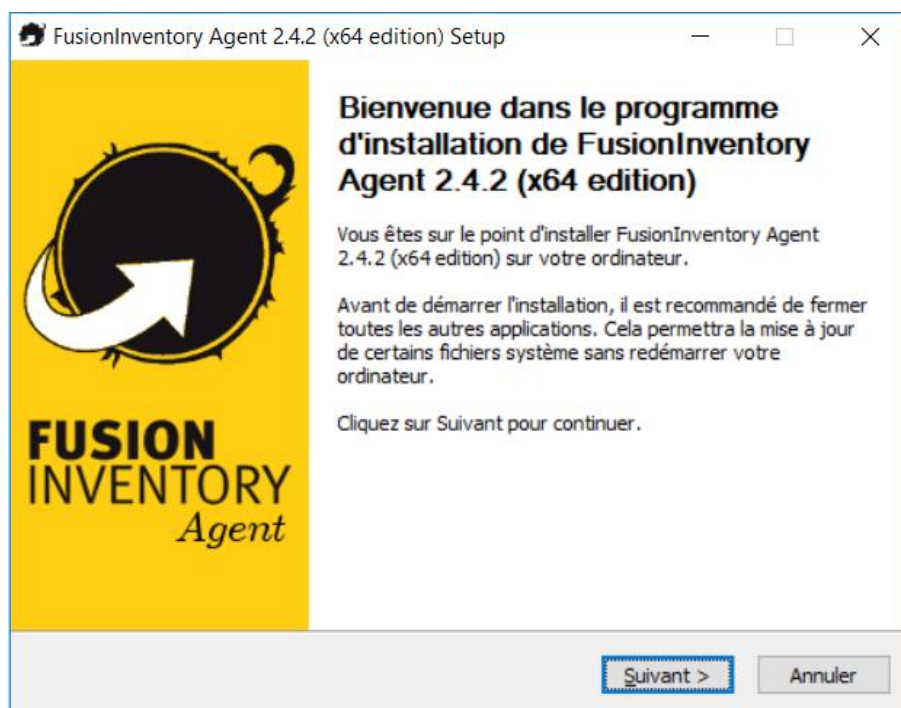 FusionInventory Agent 2.4.2 (x64 edition) Setup
Bienvenue dans le programme
d'installation de FusionInventory
Agent 2.4.2 (x64 edition)
Vous êtes sur le point d'installer FusionInventory Agent
2.4.2 (x64 edition) sur votre ordinateur.
Avant de démarrer l'installation, il est recommandé de fermer
toutes les autres applications. Cela permettra la mise à jour
de certains fichiers système sans redémarrer votre
ordinateur.
Cliquez sur Suivant pour continuer.
FUSION
INVENTORY
Agent
Suivant >
Annuler